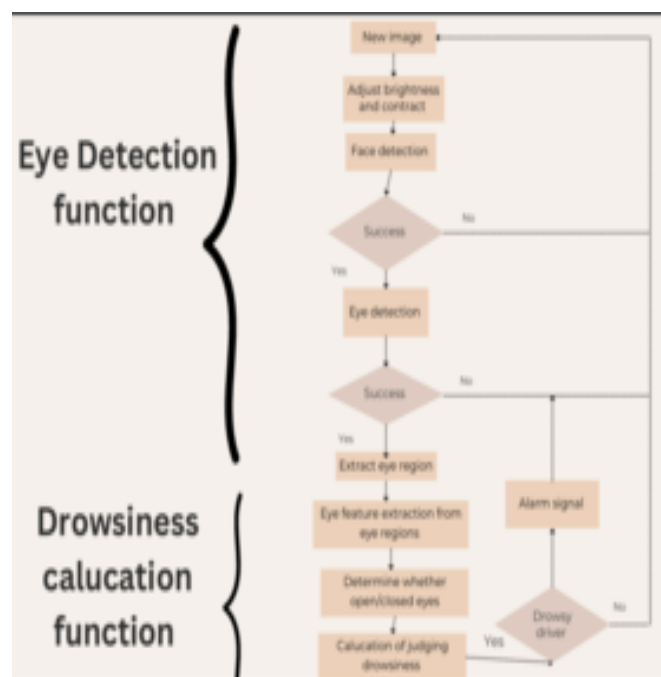 New image
Adjust brightness
and contract
Face detection
Success
No
Yes
Eye detection
Success
No
Yes
Extract eye region
Eye Detection
function
Eye feature extraction from
eye regions
Determine whether
open/closed eyes
Calucation of judging
drowsiness
Yes
Drowsy
driver
No
Alarm signal
Drowsiness
calucation
function